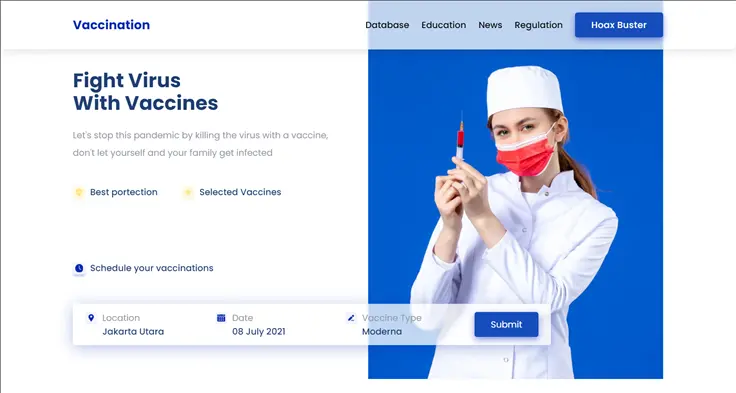 Vaccination
Database Education News Regulation Hoax Buster
Fight Virus
With Vaccines
Let's stop this pandemic by killing the virus with a vaccine,
don't let yourself and your family get infected
Best portection Selected Vaccines
Schedule your vaccinations
Location Date Vaccine Type
Jakarta Utara 08 July 2021 Moderna
Submit